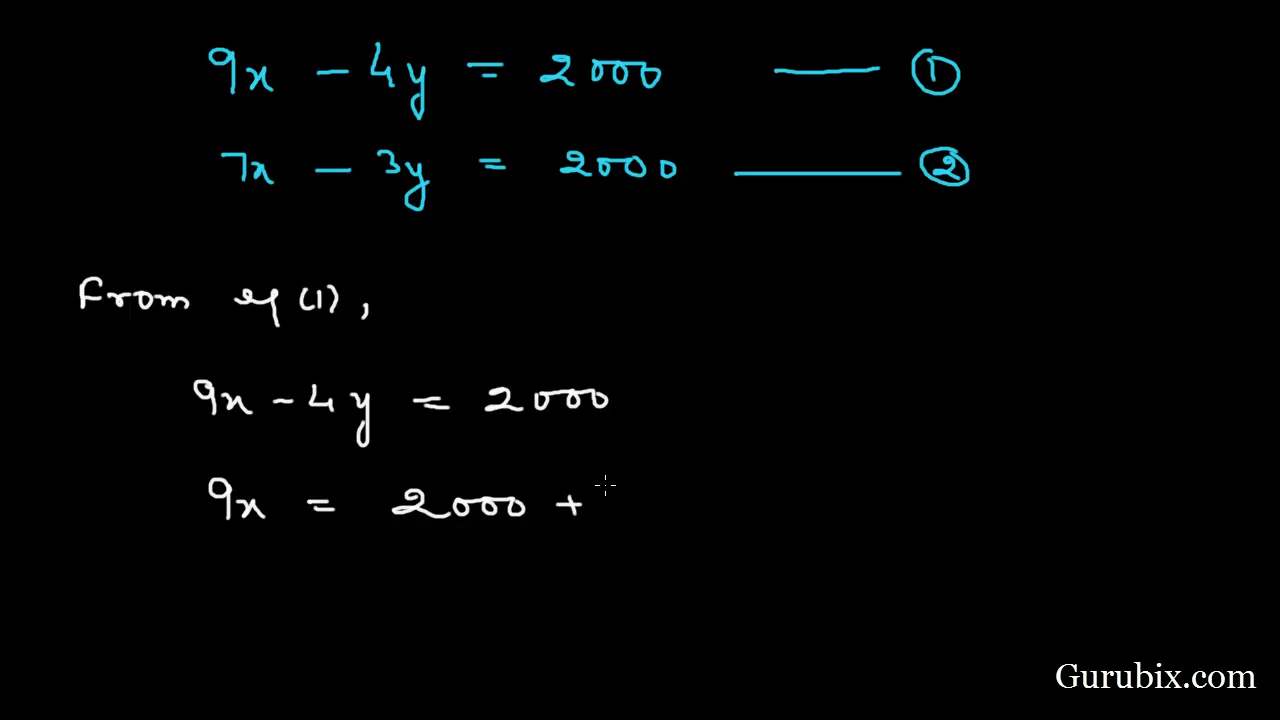 9x - 4y = 2000 —— ①
7x - 3y = 2000 ——— ②
From eq (1),
9x - 4y = 2000
9x = 2000 +
Gurubix.com